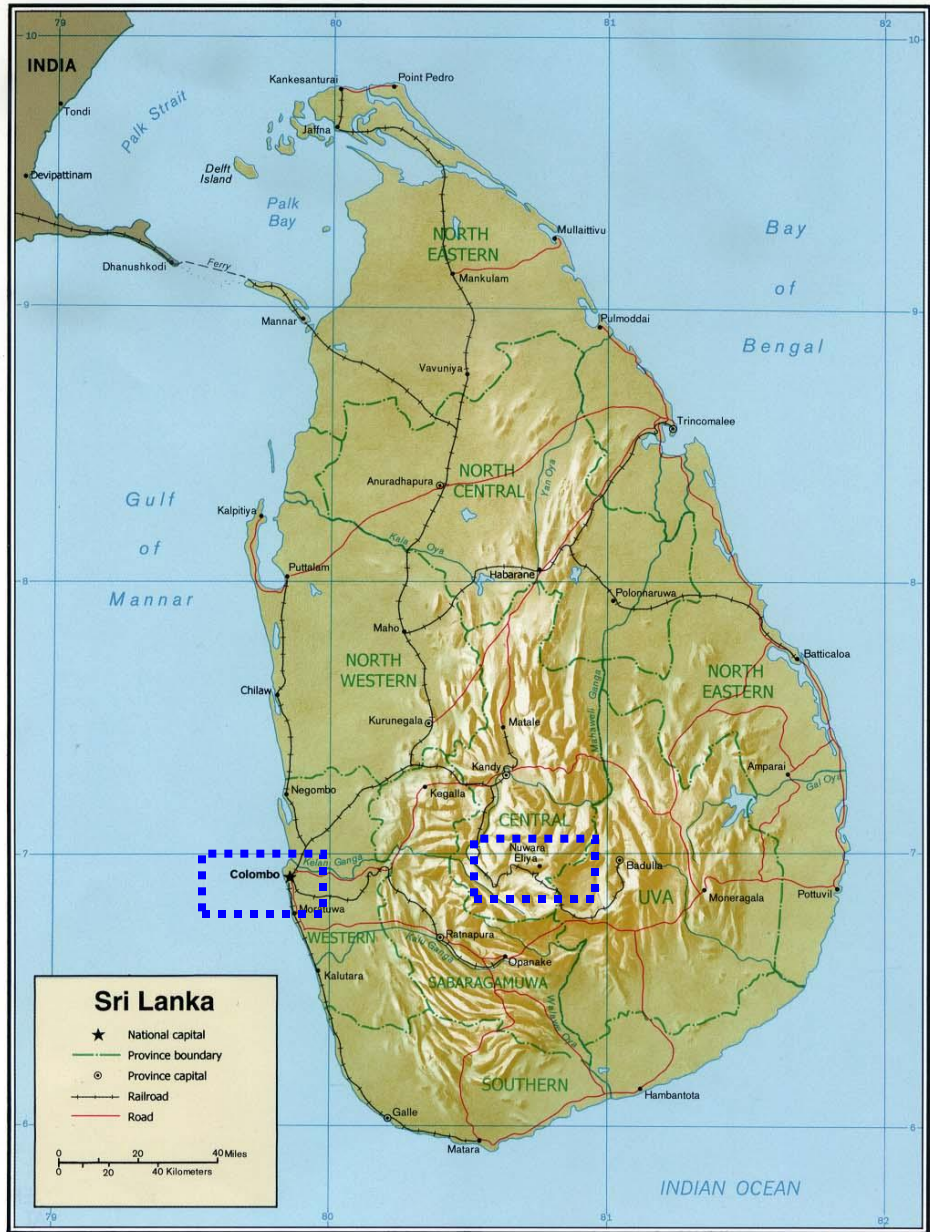 79
80
81
82
10
10
INDIA
Tondi
Palk Strait
Kankesanturai
Point Pedro
Jaffna
Delft
Island
Devipattinam
Palk
Bay
NORTH
EASTERN
Mullaittivu
Bay
of
Bengal
Dhanushkodi
Ferry
Mankulam
9
9
Mannar
Pulmoddai
Vavuniya
Trincomalee
Gulf
of
Mannar
Anuradhapura
NORTH
CENTRAL
Yan Oya
Kalpitiya
Kala Oya
Puttalam
Habarane
8
8
Polonnaruwa
Maho
NORTH
WESTERN
Batticaloa
NORTH
EASTERN
Chilaw
Mahaweli Ganga
Kurunegala
Matale
Kandy
Amparai
Gal Oya
Negombo
Kegalla
CENTRAL
7
7
Kelani Ganga
Nuwara
Eliya
Badulla
Colombo
UVA
Moneragala
Pottuvil
Moratuwa
WESTERN
Ratnapura
Kalu Ganga
Opanake
Kalutara
SABARAGAMUWA
Walawe Oya
SOUTHERN
Hambantota
Galle
6
6
Matara
Sri Lanka
National capital
Province boundary
Province capital
Railroad
Road
0 20 40 Miles
0 20 40 Kilometers
INDIAN OCEAN
79
80
81
82